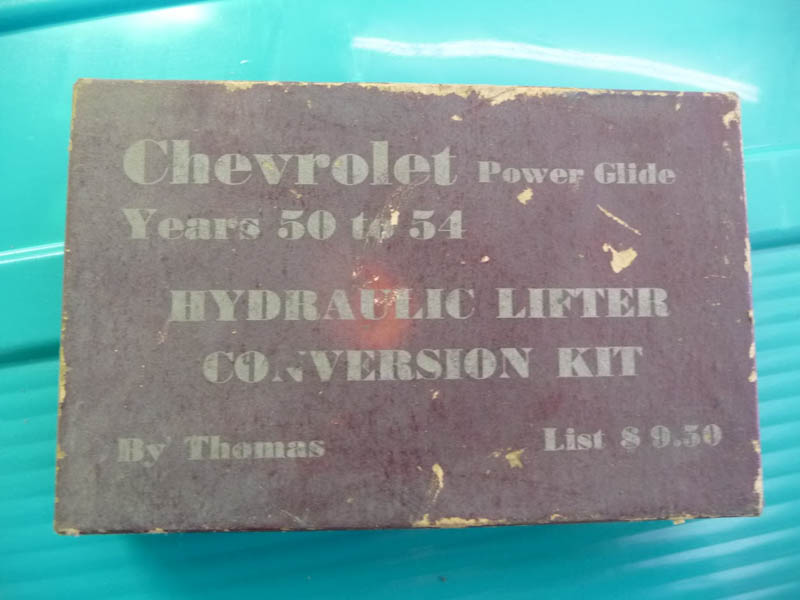 Chevrolet Power Glide
Years 50 to 54
HYDRAULIC LIFTER
CONVERSION KIT
By Thomas
List $ 9.50